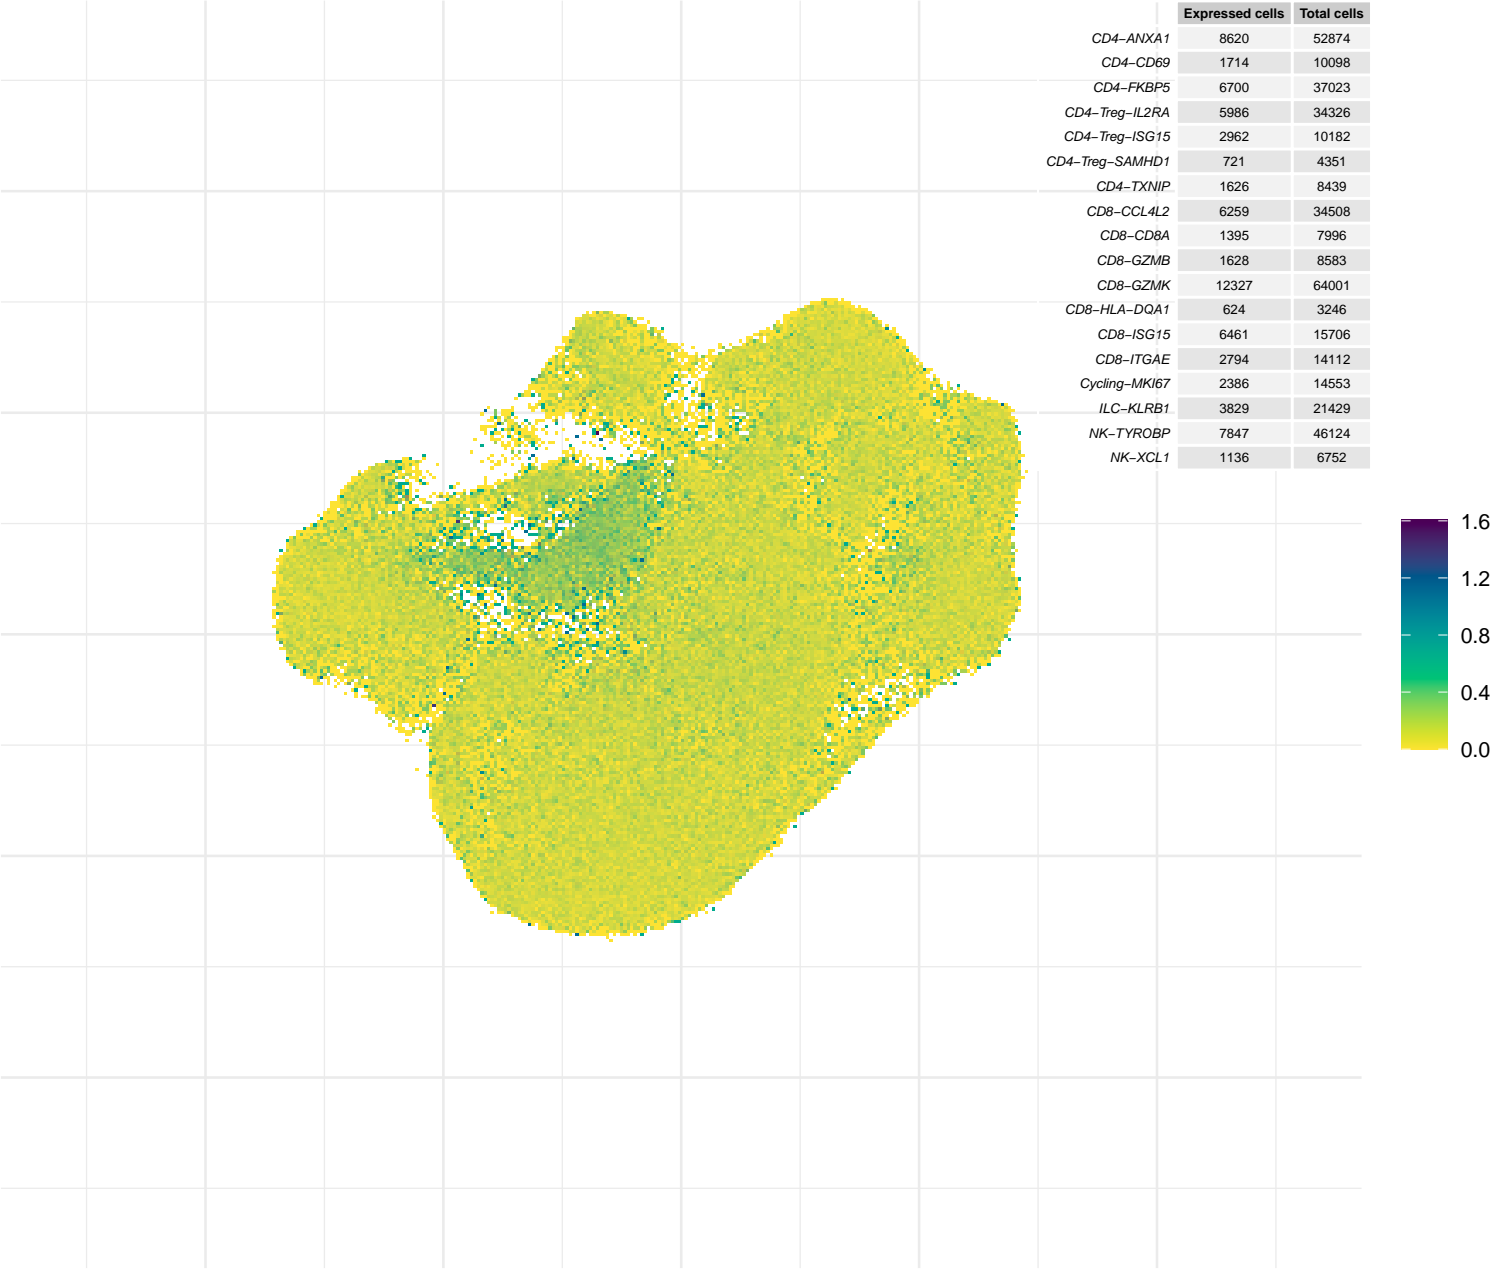 Expressed cells Total cells
CD4−ANXA1 8620 52874
CD4−CD69 1714 10098
CD4−FKBP5 6700 37023
CD4−Treg−IL2RA 5986 34326
CD4−Treg−ISG15 2962 10182
CD4−Treg−SAMHD1 721 4351
CD4−TXNIP 1626 8439
CD8−CCL4L2 6259 34508
CD8−CD8A 1395 7996
CD8−GZMB 1628 8583
CD8−GZMK 12327 64001
CD8−HLA−DQA1 624 3246
CD8−ISG15 6461 15706
CD8−ITGAE 2794 14112
Cycling−MKI67 2386 14553
ILC−KLRB1 3829 21429
NK−TYROBP 7847 46124
NK−XCL1 1136 6752
1.6
1.2
0.8
0.4
0.0